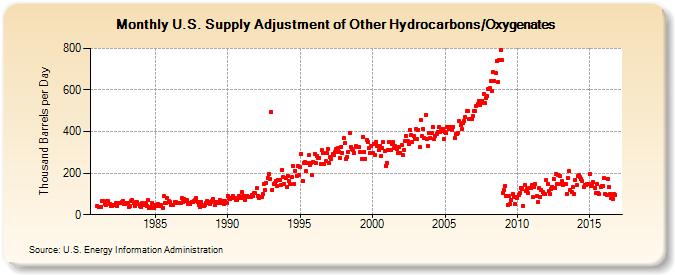 Monthly U.S. Supply Adjustment of Other Hydrocarbons/Oxygenates
Thousand Barrels per Day
800
600
400
200
0
1985 1990 1995 2000 2005 2010 2015
Source: U.S. Energy Information Administration